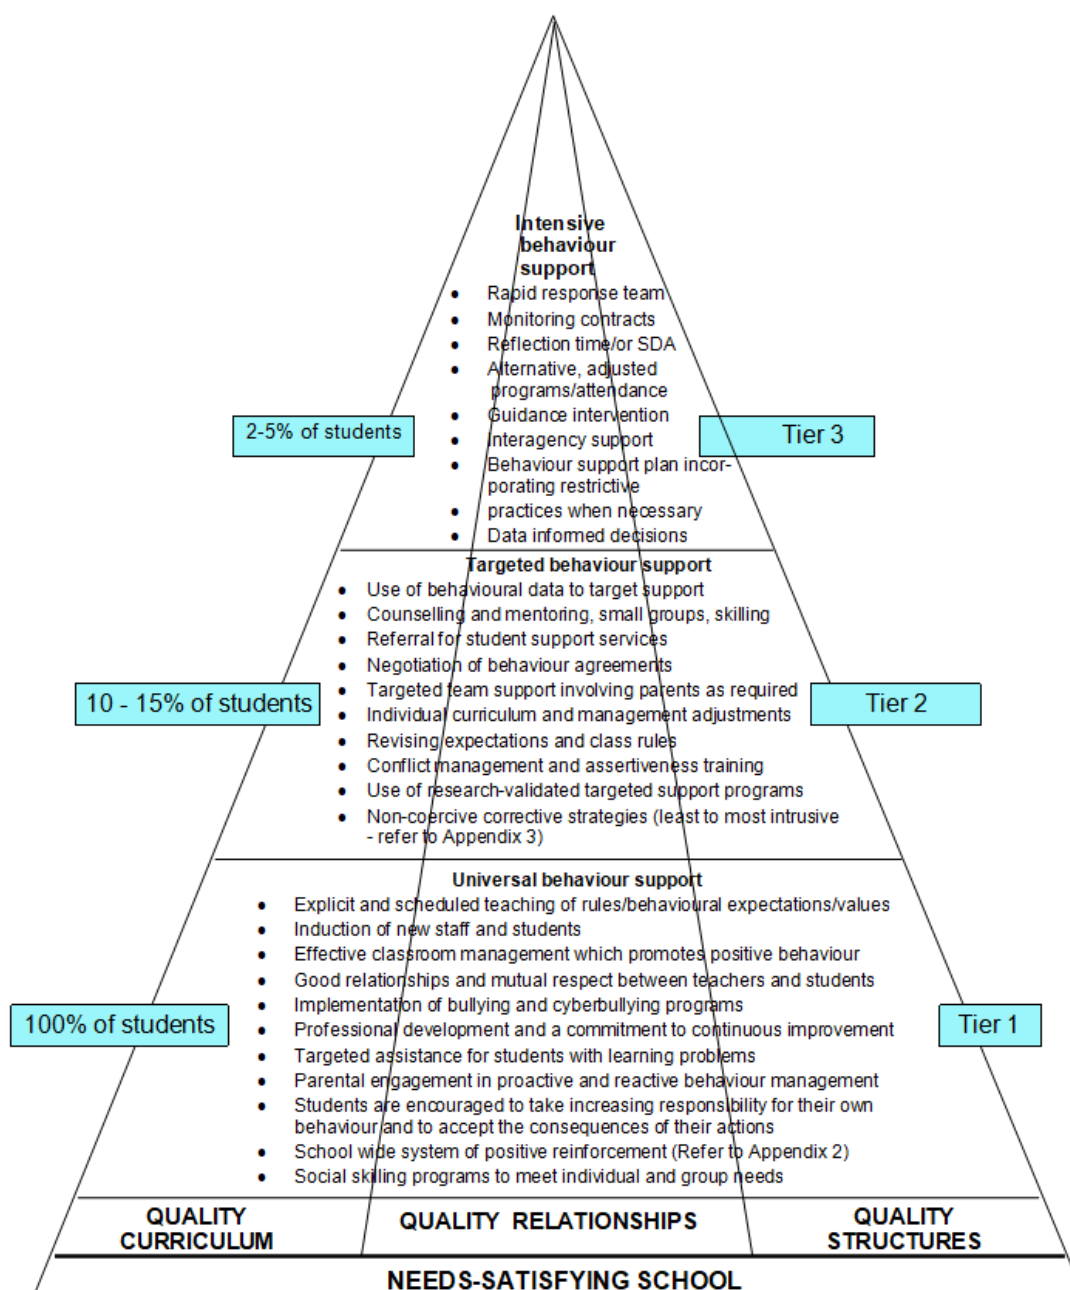 Intensive
behaviour
support
● Rapid response team
● Monitoring contracts
● Reflection time/or SDA
● Alternative, adjusted
programs/attendance
● Guidance intervention
● Interagency support
● Behaviour support plan incor-
porating restrictive
● practices when necessary
● Data informed decisions
2-5% of students
Tier 3
Targeted behaviour support
● Use of behavioural data to target support
● Counselling and mentoring, small groups, skilling
● Referral for student support services
● Negotiation of behaviour agreements
● Targeted team support involving parents as required
● Individual curriculum and management adjustments
● Revising expectations and class rules
● Conflict management and assertiveness training
● Use of research-validated targeted support programs
● Non-coercive corrective strategies (least to most intrusive
- refer to Appendix 3)
10 - 15% of students
Tier 2
Universal behaviour support
● Explicit and scheduled teaching of rules/behavioural expectations/values
● Induction of new staff and students
● Effective classroom management which promotes positive behaviour
● Good relationships and mutual respect between teachers and students
● Implementation of bullying and cyberbullying programs
● Professional development and a commitment to continuous improvement
● Targeted assistance for students with learning problems
● Parental engagement in proactive and reactive behaviour management
● Students are encouraged to take increasing responsibility for their own
behaviour and to accept the consequences of their actions
● School wide system of positive reinforcement (Refer to Appendix 2)
● Social skilling programs to meet individual and group needs
100% of students
Tier 1
QUALITY
CURRICULUM
QUALITY RELATIONSHIPS
QUALITY
STRUCTURES
NEEDS-SATISFYING SCHOOL